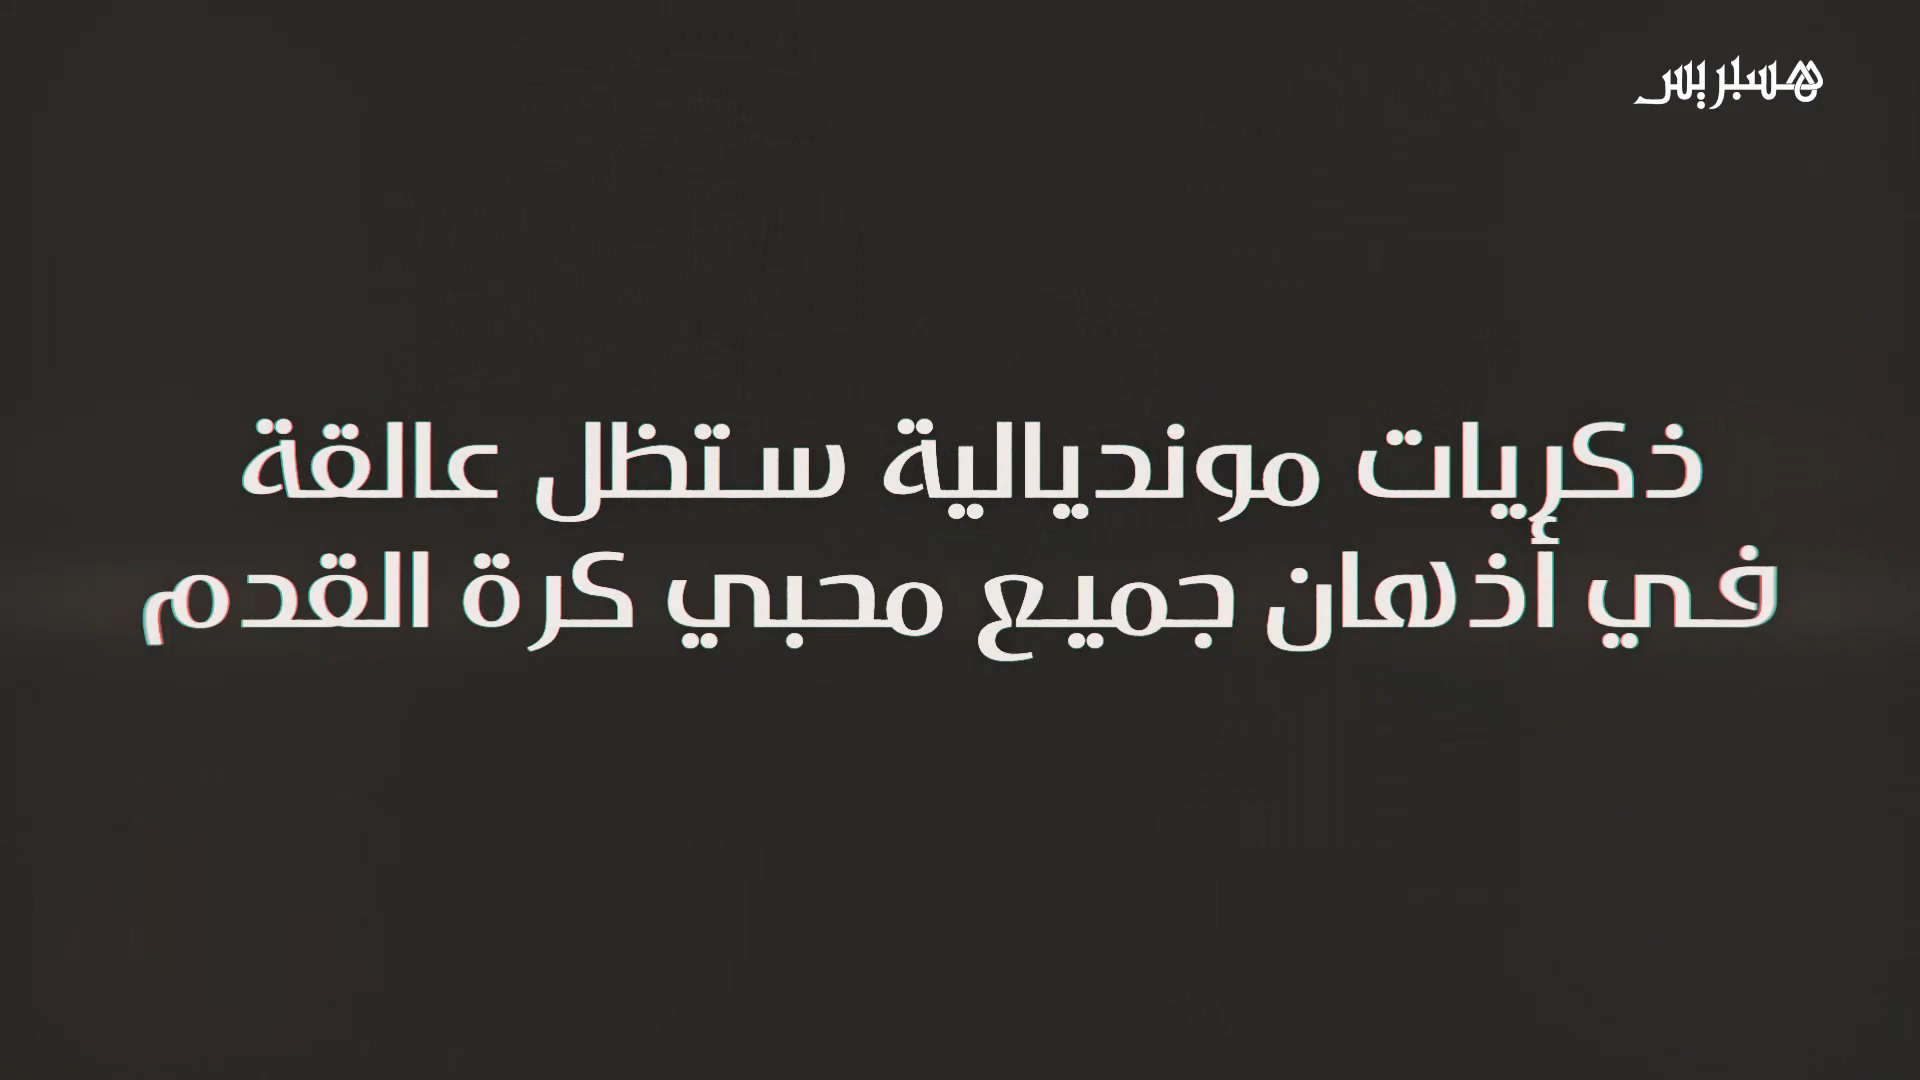 هسبريس
ذكريات مونديالية ستظل عالقة
في أذهان جميع محبي كرة القدم